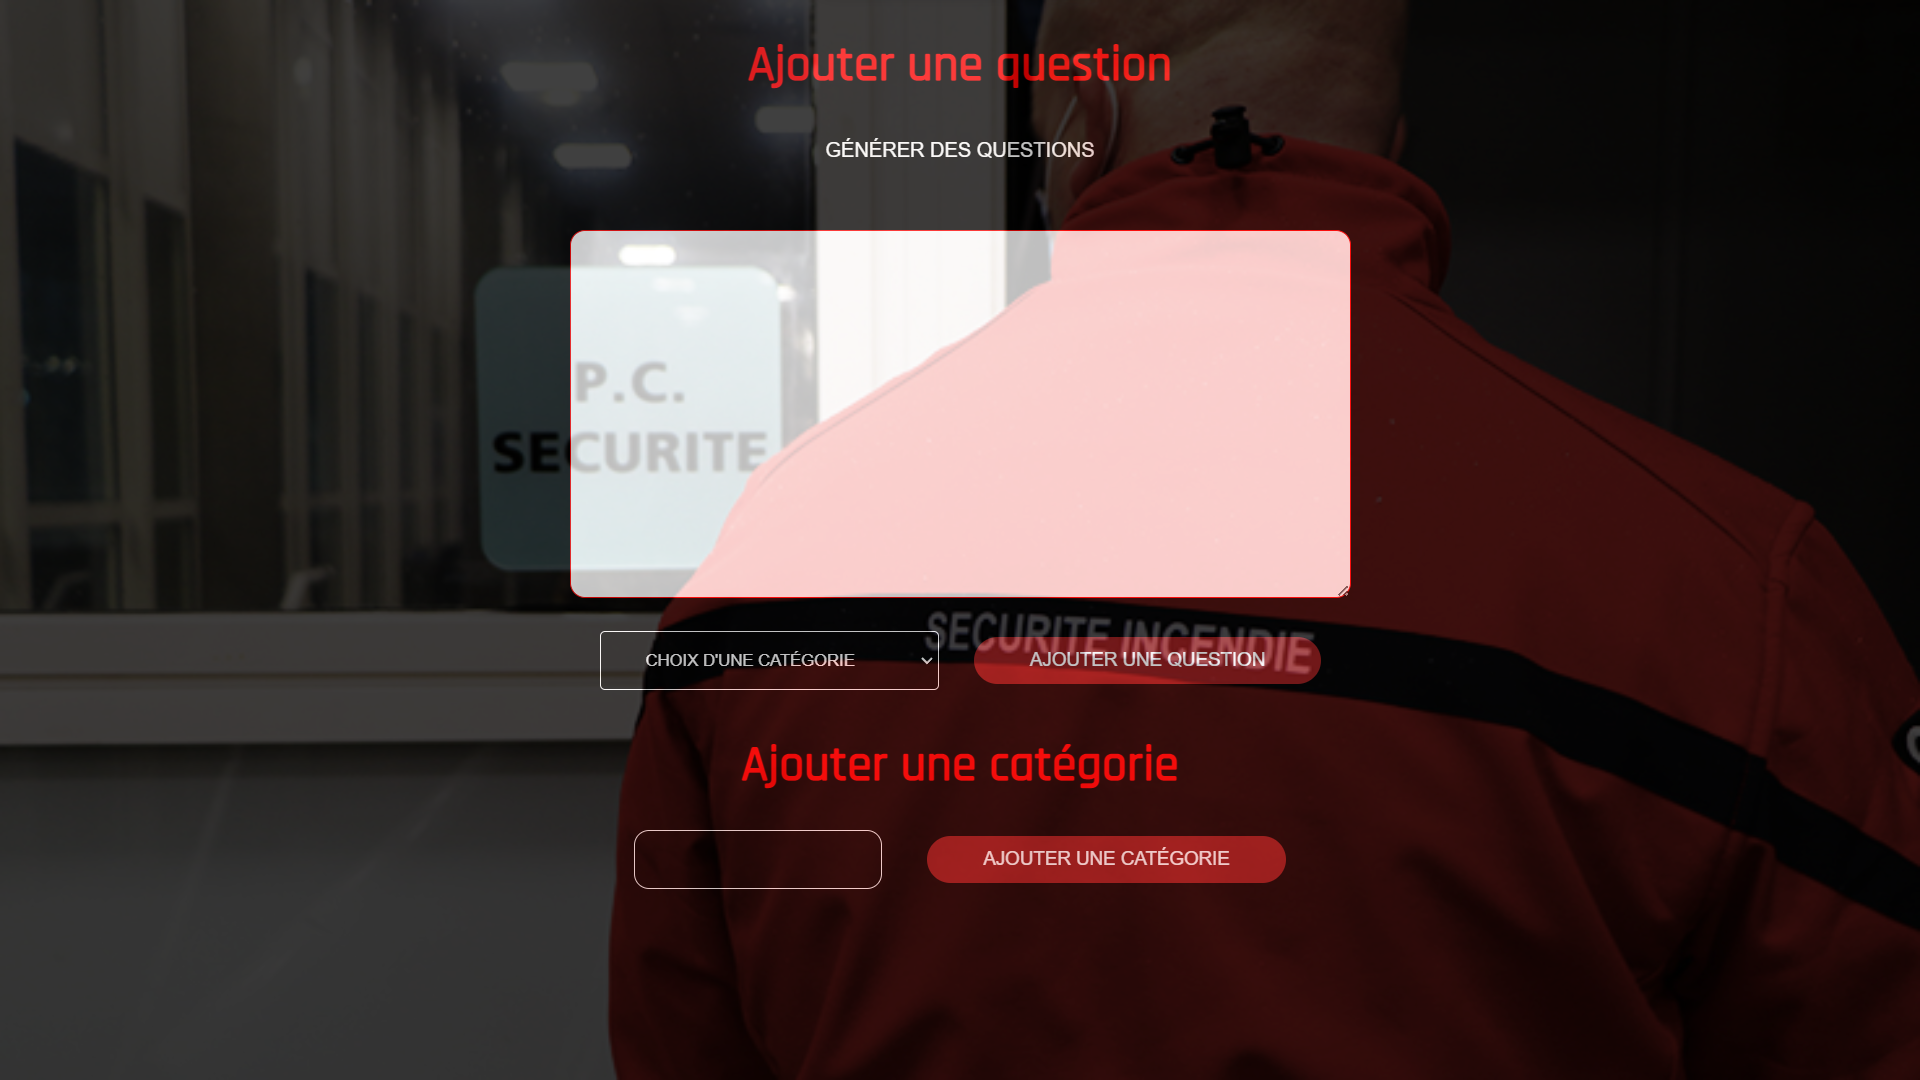 Ajouter une question
GÉNÉRER DES QUESTIONS
P.C.
SECURITE
SECURITE INCENDIE
CHOIX D'UNE CATÉGORIE
AJOUTER UNE QUESTION
Ajouter une catégorie
AJOUTER UNE CATÉGORIE